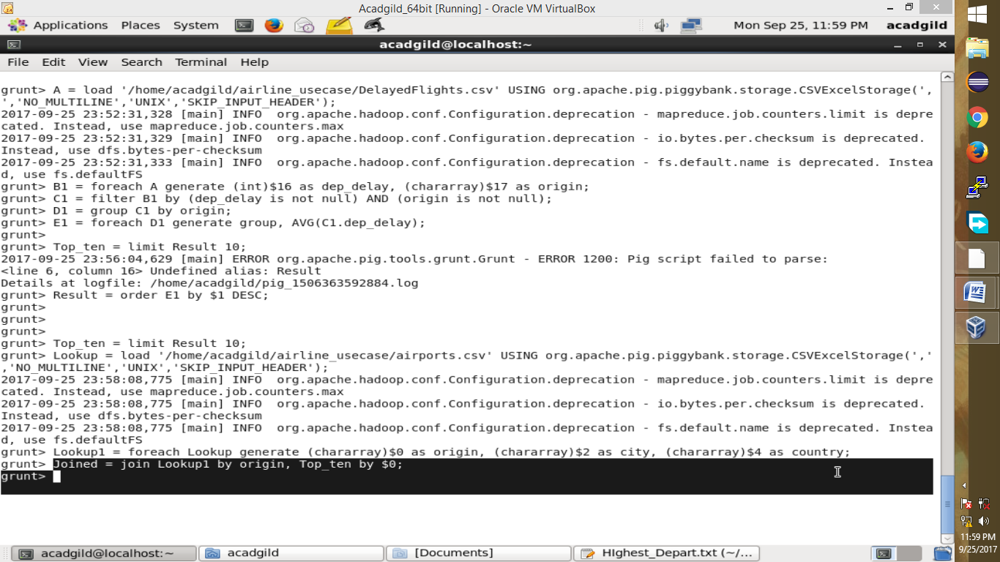 Acadgild_64bit [Running] - Oracle VM VirtualBox
Applications Places System Mon Sep 25, 11:59 PM acadgild
acadgild@localhost:~
File Edit View Search Terminal Help
grunt> A = load '/home/acadgild/airline_usecase/DelayedFlights.csv' USING org.apache.pig.piggybank.storage.CSVExcelStorage(',
','NO_MULTILINE','UNIX','SKIP_INPUT_HEADER');
2017-09-25 23:52:31,328 [main] INFO  org.apache.hadoop.conf.Configuration.deprecation - mapreduce.job.counters.limit is depre
cated. Instead, use mapreduce.job.counters.max
2017-09-25 23:52:31,329 [main] INFO  org.apache.hadoop.conf.Configuration.deprecation - io.bytes.per.checksum is deprecated.
Instead, use dfs.bytes-per-checksum
2017-09-25 23:52:31,333 [main] INFO  org.apache.hadoop.conf.Configuration.deprecation - fs.default.name is deprecated. Instea
d, use fs.defaultFS
grunt> B1 = foreach A generate (int)$16 as dep_delay, (chararray)$17 as origin;
grunt> C1 = filter B1 by (dep_delay is not null) AND (origin is not null);
grunt> D1 = group C1 by origin;
grunt> E1 = foreach D1 generate group, AVG(C1.dep_delay);
grunt>
grunt> Top_ten = limit Result 10;
2017-09-25 23:56:04,629 [main] ERROR org.apache.pig.tools.grunt.Grunt - ERROR 1200: Pig script failed to parse:
<line 6, column 16> Undefined alias: Result
Details at logfile: /home/acadgild/pig_1506363592884.log
grunt> Result = order E1 by $1 DESC;
grunt>
grunt>
grunt>
grunt> Top_ten = limit Result 10;
grunt> Lookup = load '/home/acadgild/airline_usecase/airports.csv' USING org.apache.pig.piggybank.storage.CSVExcelStorage(','
,'NO_MULTILINE','UNIX','SKIP_INPUT_HEADER');
2017-09-25 23:58:08,775 [main] INFO  org.apache.hadoop.conf.Configuration.deprecation - mapreduce.job.counters.limit is depre
cated. Instead, use mapreduce.job.counters.max
2017-09-25 23:58:08,775 [main] INFO  org.apache.hadoop.conf.Configuration.deprecation - io.bytes.per.checksum is deprecated.
Instead, use dfs.bytes-per-checksum
2017-09-25 23:58:08,775 [main] INFO  org.apache.hadoop.conf.Configuration.deprecation - fs.default.name is deprecated. Instea
d, use fs.defaultFS
grunt> Lookup1 = foreach Lookup generate (chararray)$0 as origin, (chararray)$2 as city, (chararray)$4 as country;
grunt> Joined = join Lookup1 by origin, Top_ten by $0;
grunt>
acadgild@localhost:~ acadgild [Documents] HIghest_Depart.txt (~/...
11:59 PM
9/25/2017